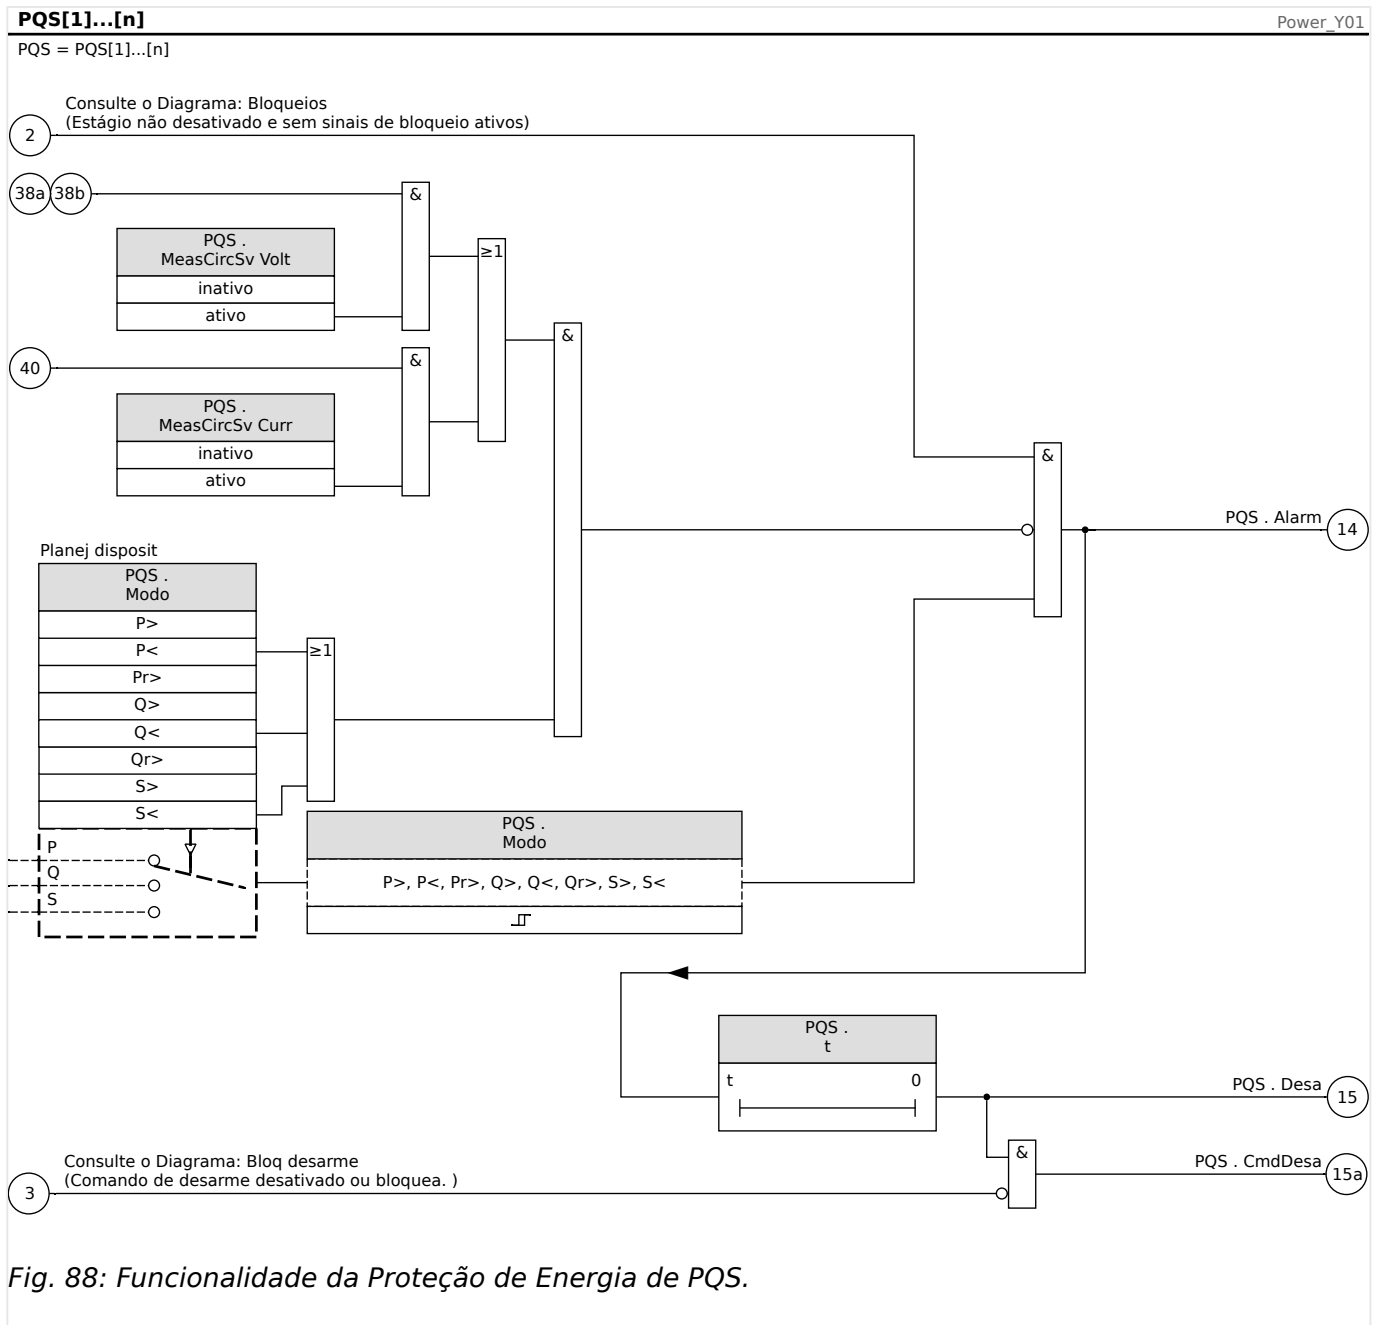 PQS[1]...[n]
Power_Y01
PQS = PQS[1]...[n]
Consulte o Diagrama: Bloqueios
(Estágio não desativado e sem sinais de bloqueio ativos)
2
38a 38b
&
PQS .
MeasCircSv Volt
inativo
ativo
≥1
&
40
&
PQS .
MeasCircSv Curr
inativo
ativo
&
PQS . Alarm
14
Planej disposit
PQS .
Modo
P>
P<
≥1
Pr>
Q>
Q<
Qr>
S>
S<
P
Q
S
PQS .
Modo
P>, P<, Pr>, Q>, Q<, Qr>, S>, S<
PQS .
t
t 0
PQS . Desa
15
&
PQS . CmdDesa
15a
Consulte o Diagrama: Bloq desarme
(Comando de desarme desativado ou bloquea. )
3
Fig. 88: Funcionalidade da Proteção de Energia de PQS.